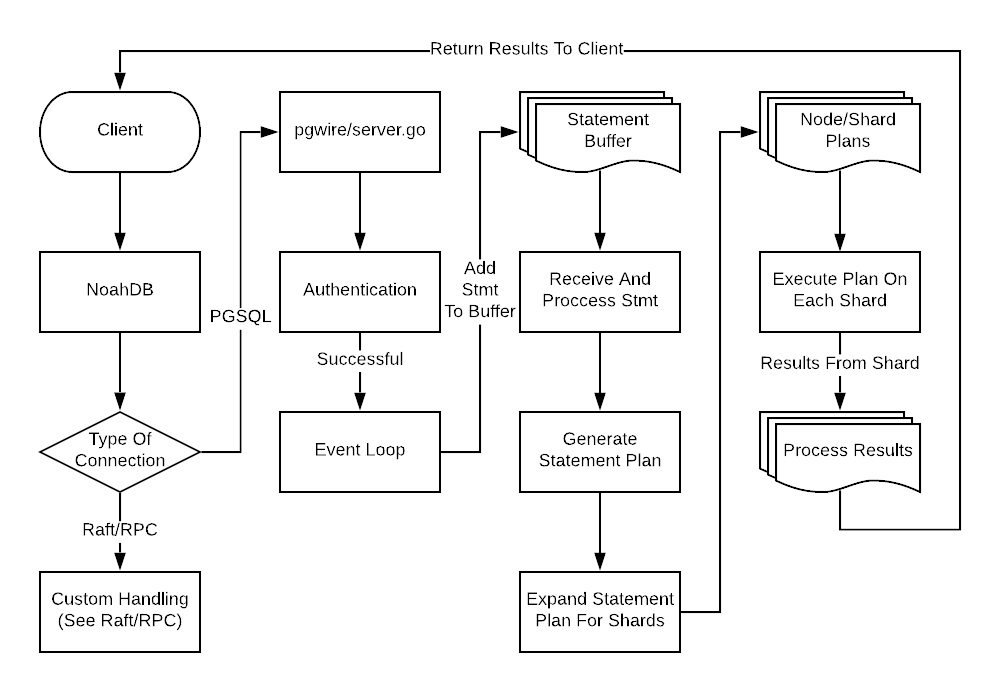 Return Results To Client
Client
NoahDB
Type Of
Connection
Raft/RPC
Custom Handling
(See Raft/RPC)
PGSQL
pgwire/server.go
Authentication
Successful
Event Loop
Add
Stmt
To Buffer
Statement
Buffer
Receive And
Proccess Stmt
Generate
Statement Plan
Expand Statement
Plan For Shards
Node/Shard
Plans
Execute Plan On
Each Shard
Results From Shard
Process Results